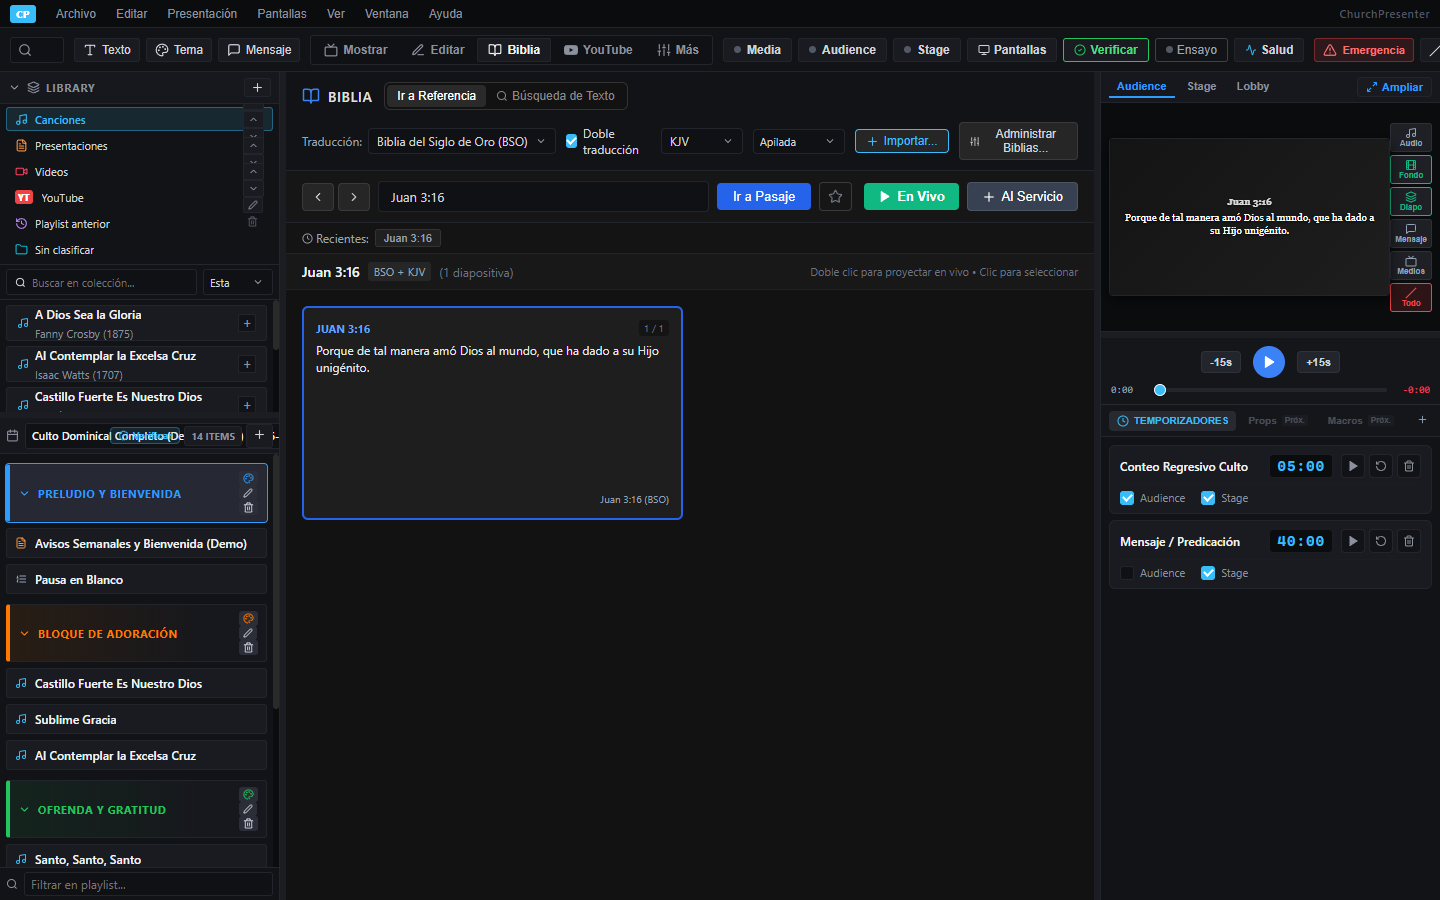 CP Archivo Editar Presentación Pantallas Ver Ventana Ayuda ChurchPresenter
Texto Tema Mensaje Mostrar Editar Biblia YouTube Más Media Audience Stage Pantallas Verificar Ensayo Salud Emergencia
LIBRARY
Canciones
Presentaciones
Videos
YT YouTube
Playlist anterior
Sin clasificar
Buscar en colección... Esta
A Dios Sea la Gloria
Fanny Crosby (1875)
Al Contemplar la Excelsa Cruz
Isaac Watts (1707)
Castillo Fuerte Es Nuestro Dios
Culto Dominical Completo (De 14 ITEMS
PRELUDIO Y BIENVENIDA
Avisos Semanales y Bienvenida (Demo)
Pausa en Blanco
BLOQUE DE ADORACIÓN
Castillo Fuerte Es Nuestro Dios
Sublime Gracia
Al Contemplar la Excelsa Cruz
OFRENDA Y GRATITUD
Santo, Santo, Santo
Filtrar en playlist...
BIBLIA Ir a Referencia Búsqueda de Texto
Traducción: Biblia del Siglo de Oro (BSO) Doble traducción KJV Apilada Importar... Administrar Biblias...
Juan 3:16 Ir a Pasaje En Vivo Al Servicio
Recientes: Juan 3:16
Juan 3:16 BSO + KJV (1 diapositiva) Doble clic para proyectar en vivo • Clic para seleccionar
JUAN 3:16 1 / 1
Porque de tal manera amó Dios al mundo, que ha dado a su Hijo
unigénito.
Juan 3:16 (BSO)
Audience Stage Lobby Ampliar
Juan 3:16
Porque de tal manera amó Dios al mundo, que ha dado a
su Hijo unigénito.
Audio
Fondo
Diapo
Mensaje
Medios
Todo
-15s +15s
0:00 -0:00
TEMPORIZADORES Props Próx. Macros Próx.
Conteo Regresivo Culto 05:00
Audience Stage
Mensaje / Predicación 40:00
Audience Stage